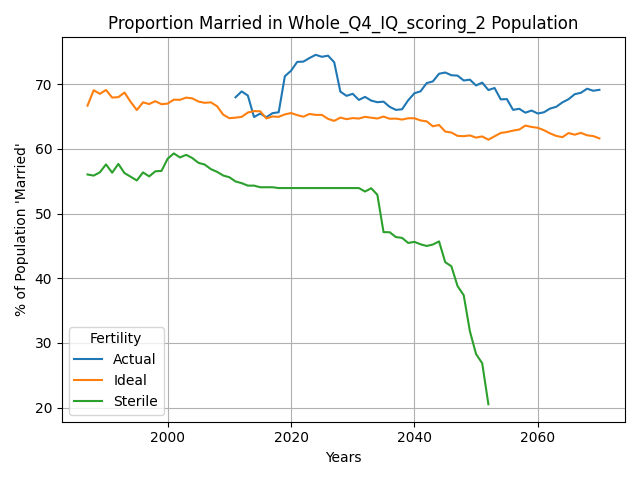 Proportion Married in Whole_Q4_IQ_scoring_2 Population
% of Population 'Married'
70
60
50
40
30
20
Fertility
Actual
Ideal
Sterile
2000
2020
2040
2060
Years